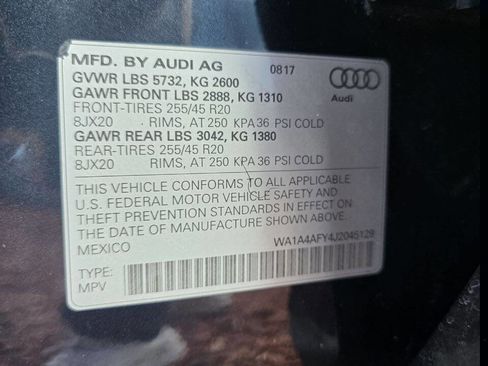 MFD. BY AUDI AG 0817
GVWR LBS 5732, KG 2600
GAWR FRONT LBS 2888, KG 1310
FRONT-TIRES 255/45 R20
8JX20 RIMS, AT 250 KPA 36 PSI COLD
GAWR REAR LBS 3042, KG 1380
REAR-TIRES 255/45 R20
8JX20 RIMS, AT 250 KPA 36 PSI COLD
Audi
THIS VEHICLE CONFORMS TO ALL APPLICABLE
U.S. FEDERAL MOTOR VEHICLE SAFETY AND
THEFT PREVENTION STANDARDS IN EFFECT ON
THE DATE OF MANUFACTURE SHOWN ABOVE.
MEXICO WA1A4AFY4J2045129
TYPE:
MPV